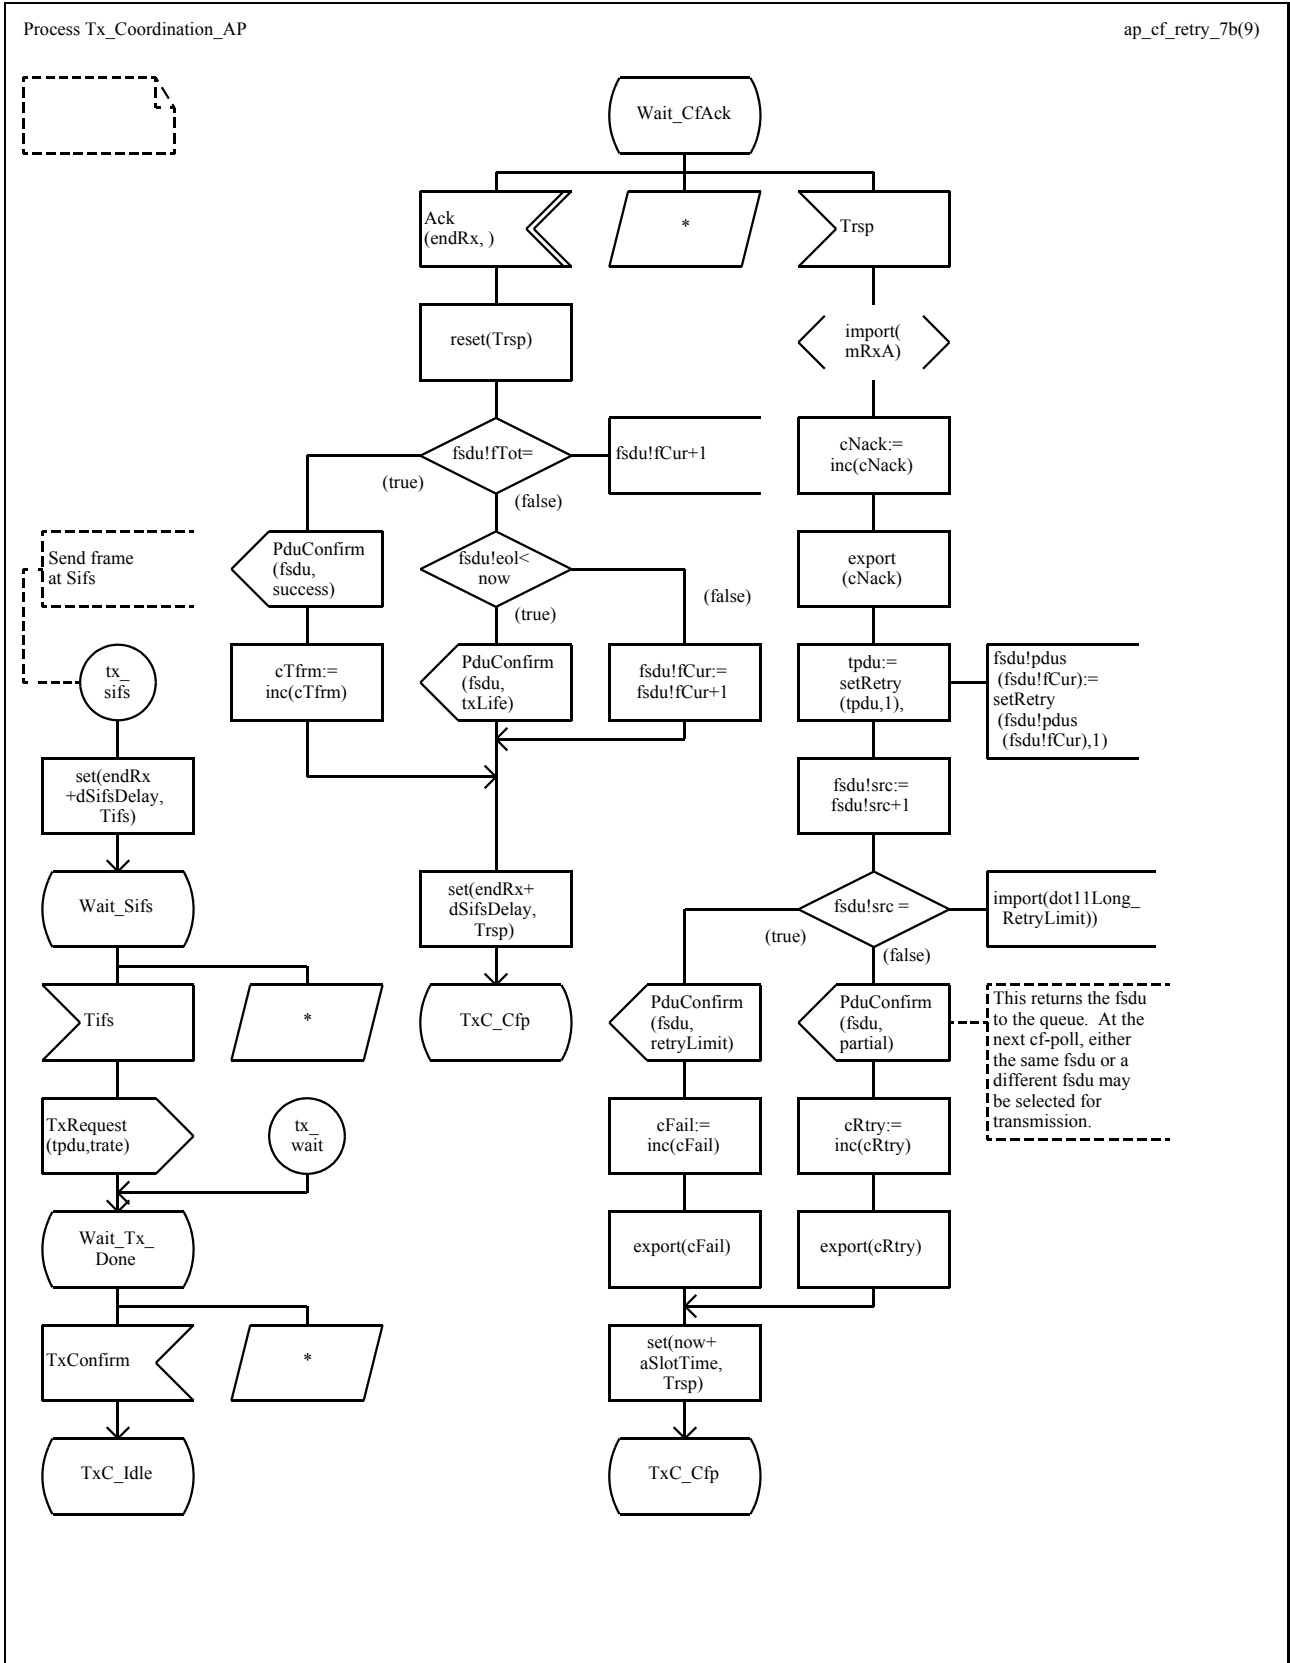 Process Tx_Coordination_AP
ap_cf_retry_7b(9)
Wait_CfAck
Ack
(endRx, )
*
Trsp
reset(Trsp)
import(
mRxA)
fsdu!fTot=
fsdu!fCur+1
(true)
(false)
cNack:=
inc(cNack)
Send frame
at Sifs
PduConfirm
(fsdu,
success)
fsdu!eol<
now
(true)
(false)
export
(cNack)
tx_
sifs
cTfrm:=
inc(cTfrm)
PduConfirm
(fsdu,
txLife)
fsdu!fCur:=
fsdu!fCur+1
tpdu:=
setRetry
(tpdu,1),
fsdu!pdus
(fsdu!fCur):=
setRetry
(fsdu!pdus
(fsdu!fCur),1)
set(endRx
+dSifsDelay,
Tifs)
fsdu!src:=
fsdu!src+1
Wait_Sifs
set(endRx+
dSifsDelay,
Trsp)
fsdu!src =
import(dot11Long_
RetryLimit))
(true)
(false)
Tifs
*
TxC_Cfp
PduConfirm
(fsdu,
retryLimit)
PduConfirm
(fsdu,
partial)
This returns the fsdu
to the queue. At the
next cf-poll, either
the same fsdu or a
different fsdu may
be selected for
transmission.
TxRequest
(tpdu,trate)
tx_
wait
cFail:=
inc(cFail)
cRtry:=
inc(cRtry)
Wait_Tx_
Done
export(cFail)
export(cRtry)
TxConfirm
*
set(now+
aSlotTime,
Trsp)
TxC_Idle
TxC_Cfp